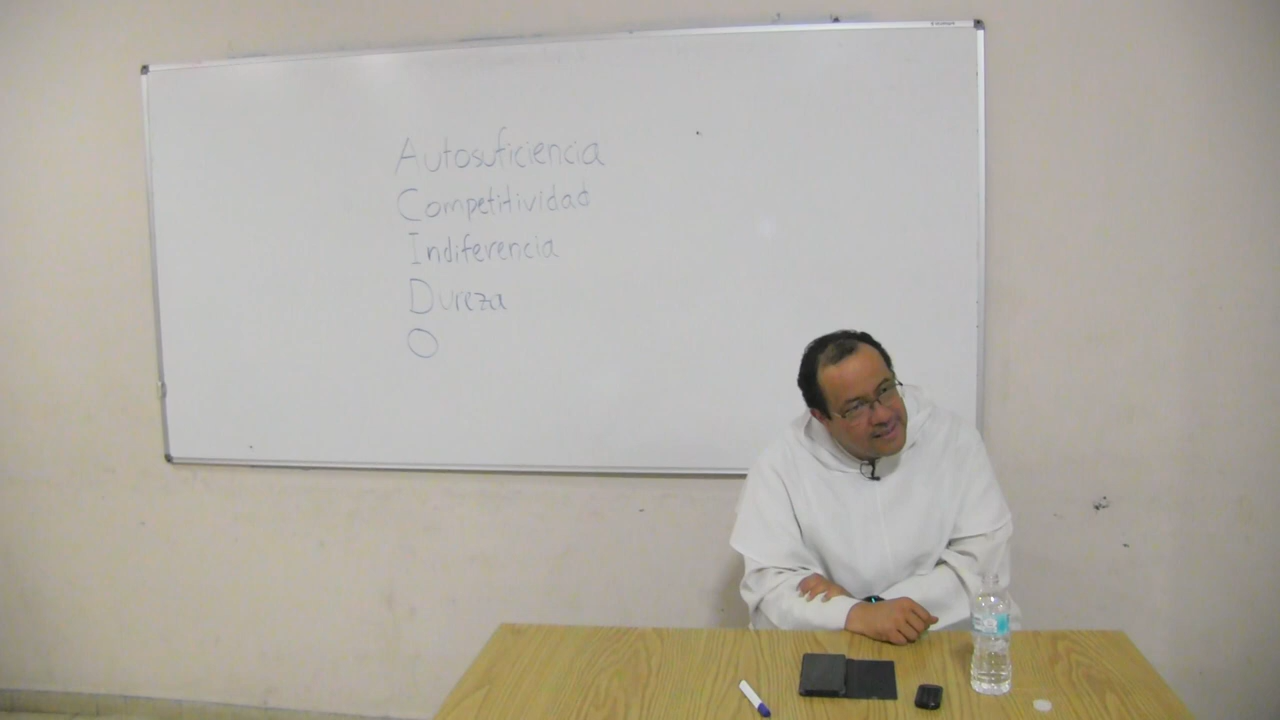 Autosuficiencia
Competitividad
Indiferencia
Dureza
O